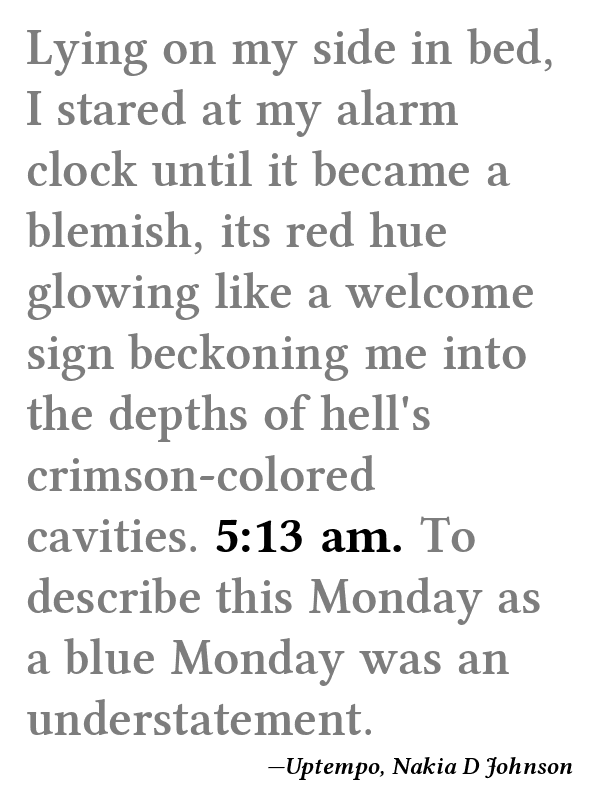 Lying on my side in bed,
I stared at my alarm
clock until it became a
blemish, its red hue
glowing like a welcome
sign beckoning me into
the depths of hell's
crimson-colored
cavities. 5:13 am. To
describe this Monday as
a blue Monday was an
understatement.
—Uptempo, Nakia D Johnson